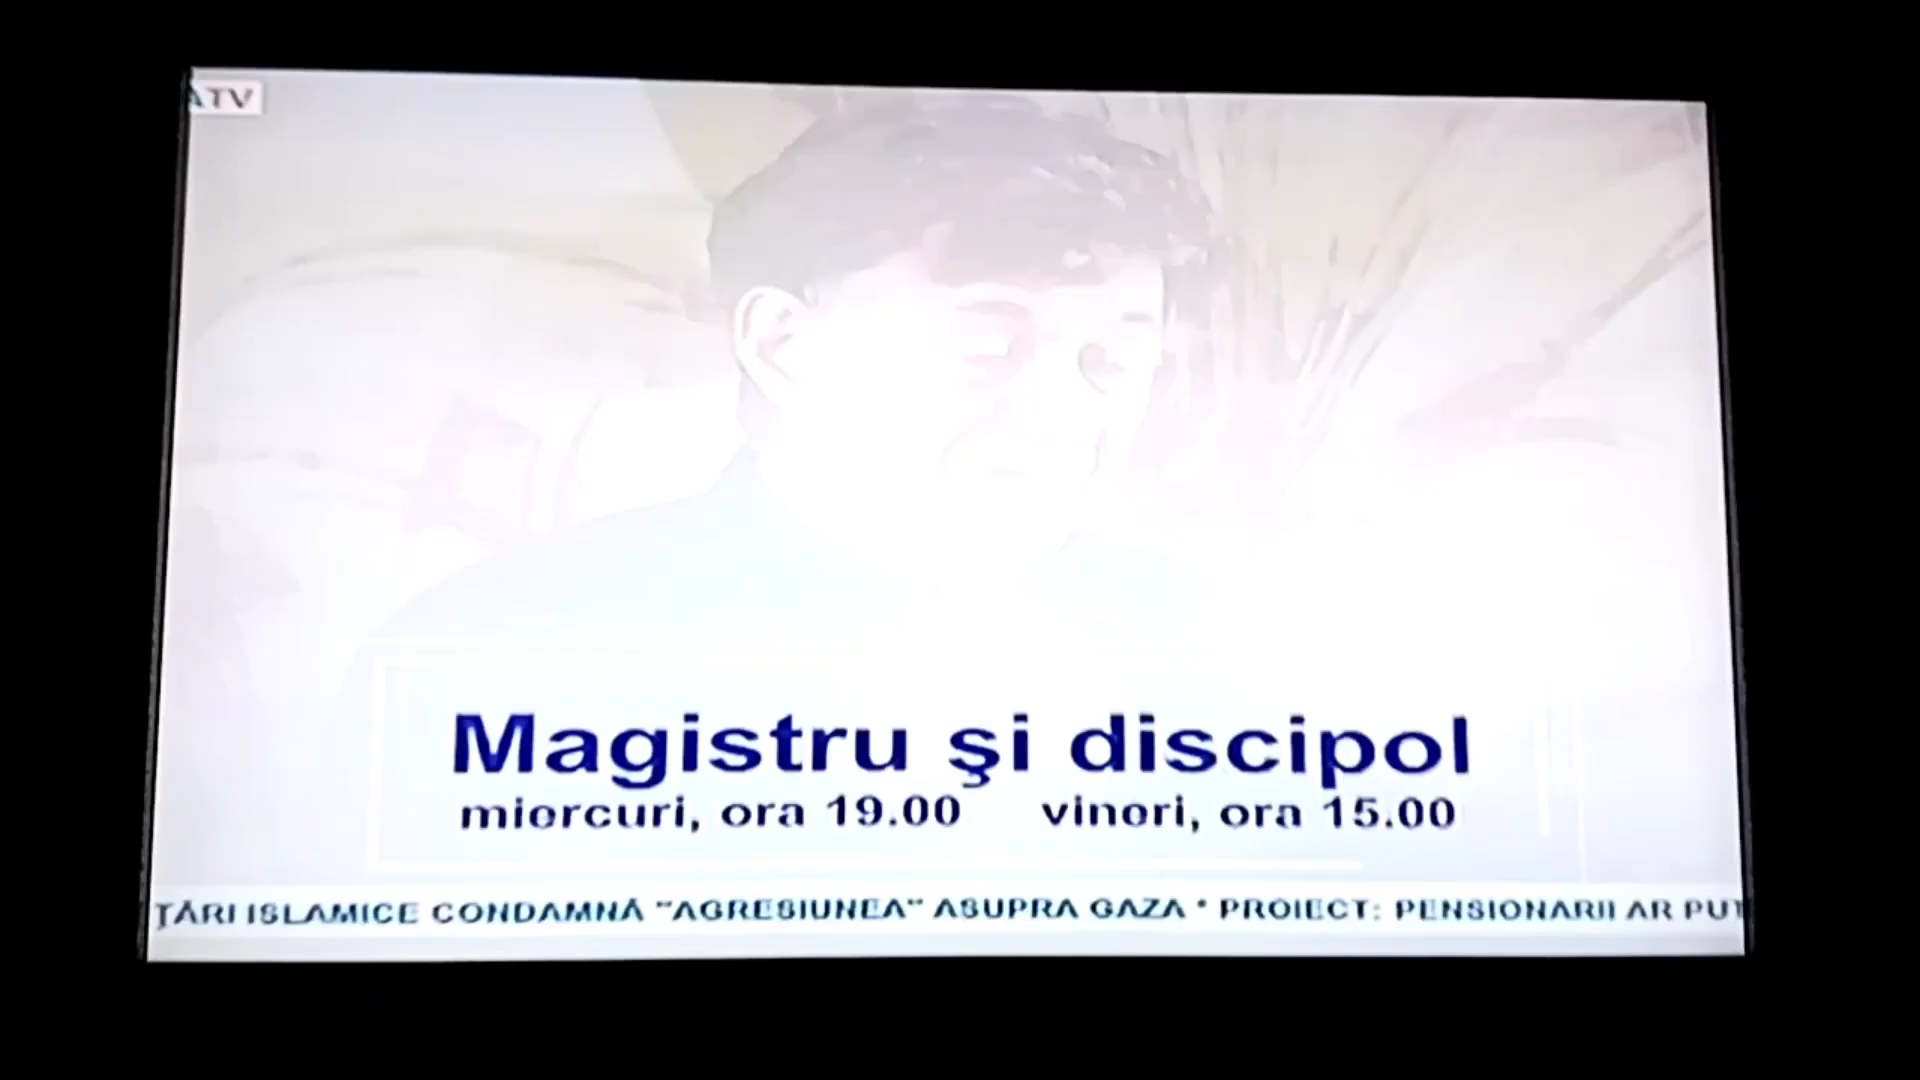 ATV
Magistru şi discipol
miercuri, ora 19.00 vineri, ora 15.00
ŢĂRI ISLAMICE CONDAMNĂ "AGRESIUNEA" ASUPRA GAZA * PROIECT: PENSIONARII AR PUT